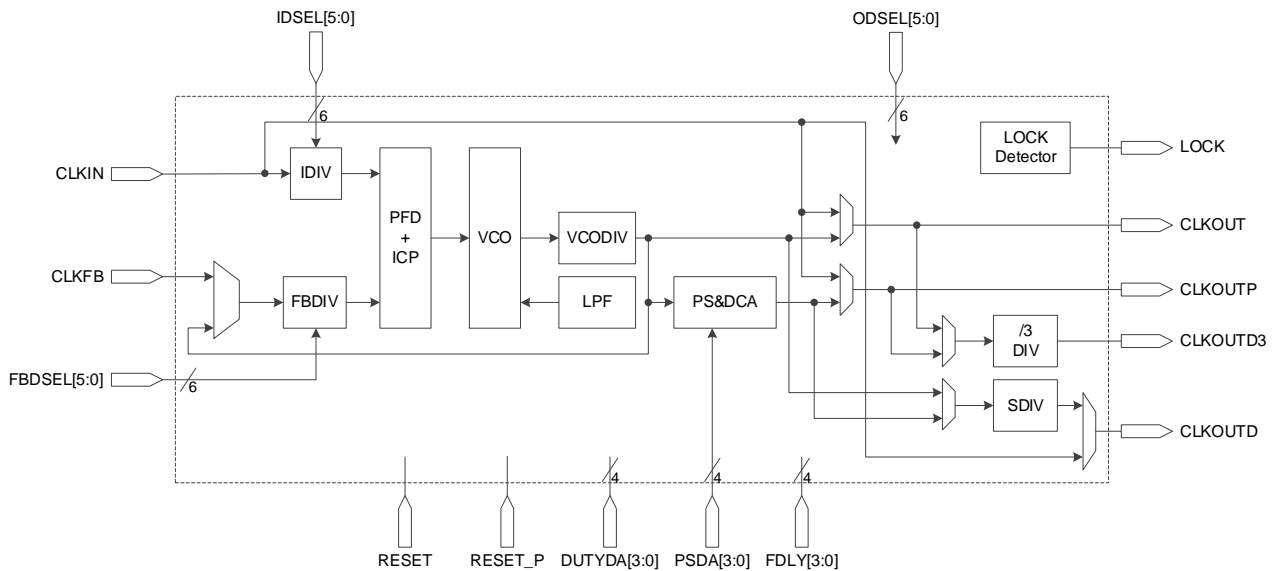 IDSEL[5:0]
ODSEL[5:0]
6
6
LOCK
Detector
LOCK
CLKIN
IDIV
PFD
+
ICP
VCO
VCODIV
CLKOUT
CLKFB
FBDIV
LPF
PS&DCA
CLKOUTP
/3
DIV
CLKOUTD3
FBDSEL[5:0]
6
SDIV
CLKOUTD
4
4
4
RESET
RESET_P
DUTYDA[3:0]
PSDA[3:0]
FDLY[3:0]